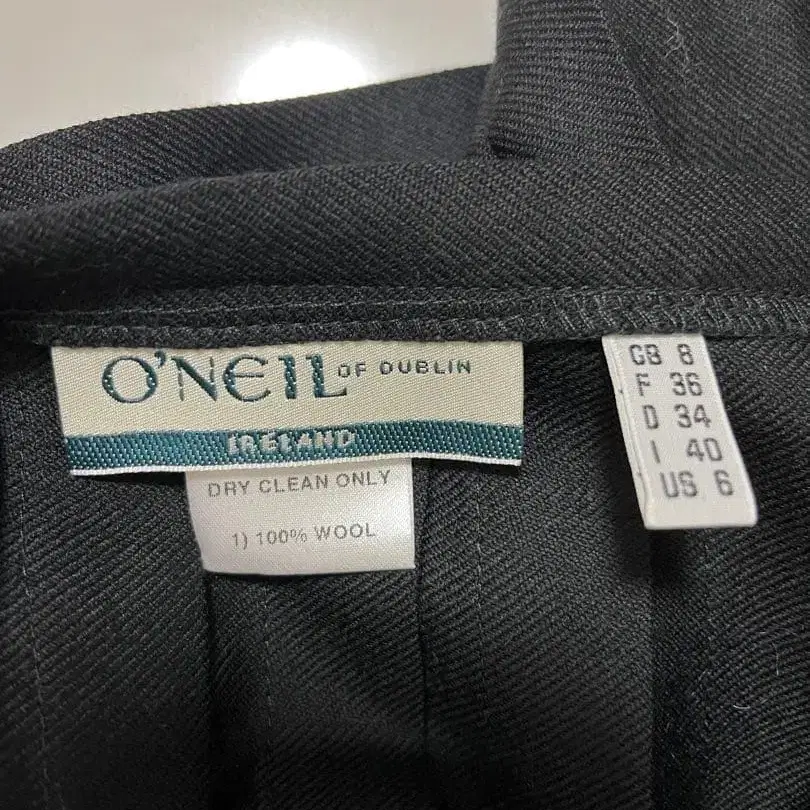 O'NEIL OF DUBLIN
IRELAND
DRY CLEAN ONLY
1) 100% WOOL
GB 8
F 36
D 34
I 40
US 6